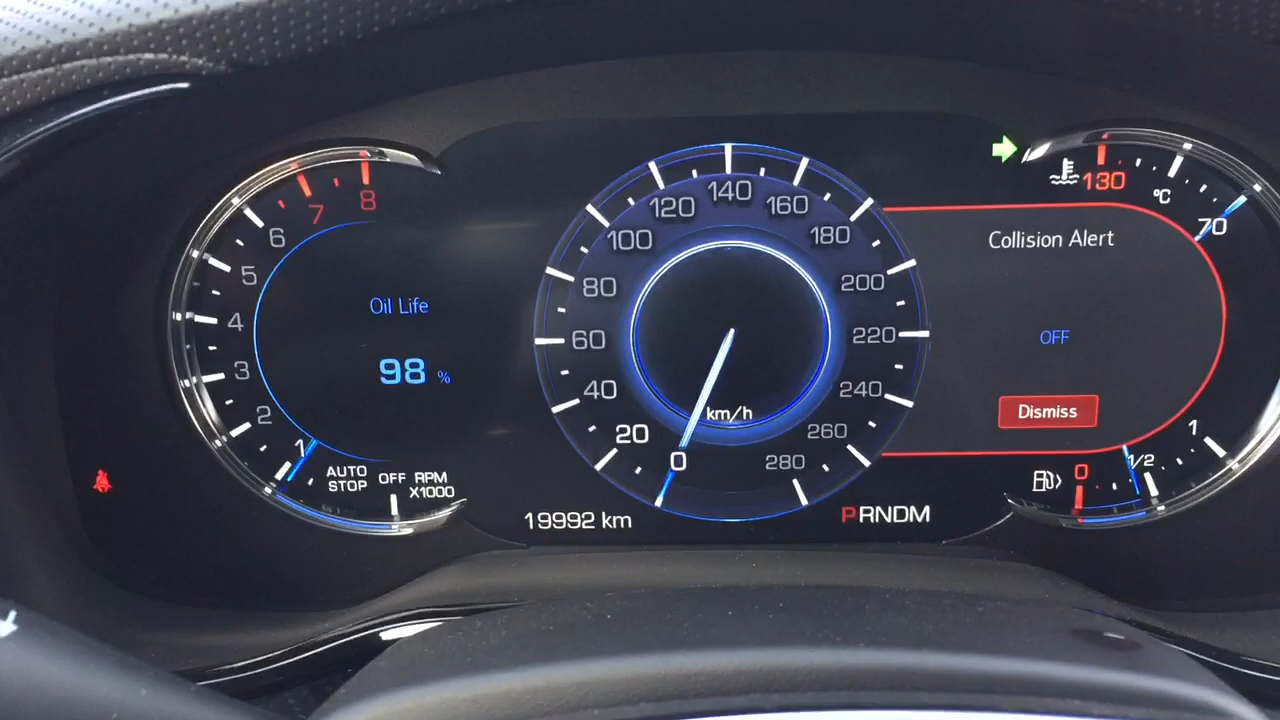 8
7
6
5
4
3
2
1
AUTO
STOP
OFF
RPM
X1000
Oil Life
98 %
0
20
40
60
80
100
120
140
160
180
200
220
240
260
280
km/h
19992 km
PRNDM
130
°C
70
Collision Alert
OFF
Dismiss
0
1/2
1